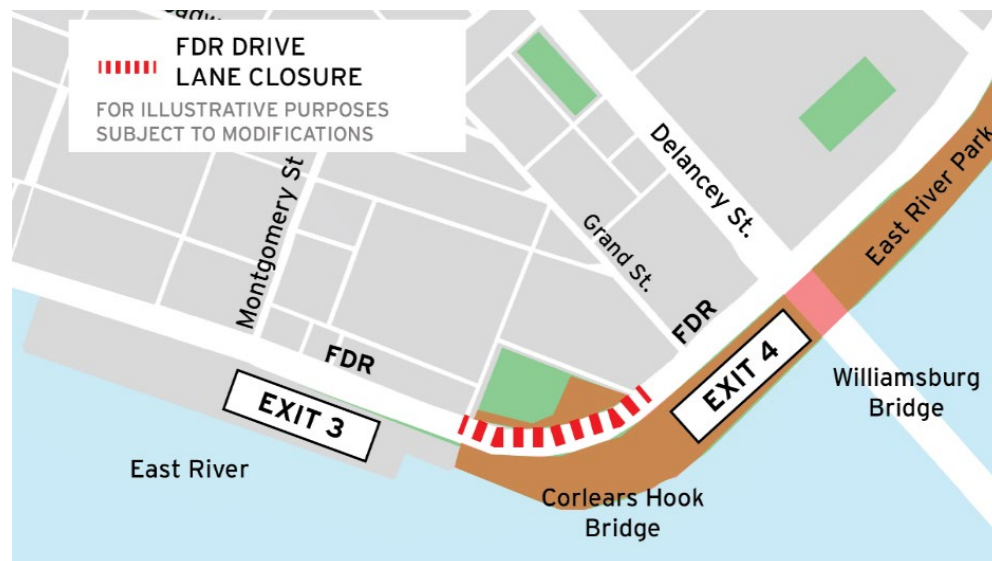 FDR DRIVE
LANE CLOSURE
FOR ILLUSTRATIVE PURPOSES
SUBJECT TO MODIFICATIONS
Montgomery St
Delancey St.
Grand St.
East River Park
FDR
FDR
EXIT 3
EXIT 4
Williamsburg
Bridge
East River
Corlears Hook
Bridge